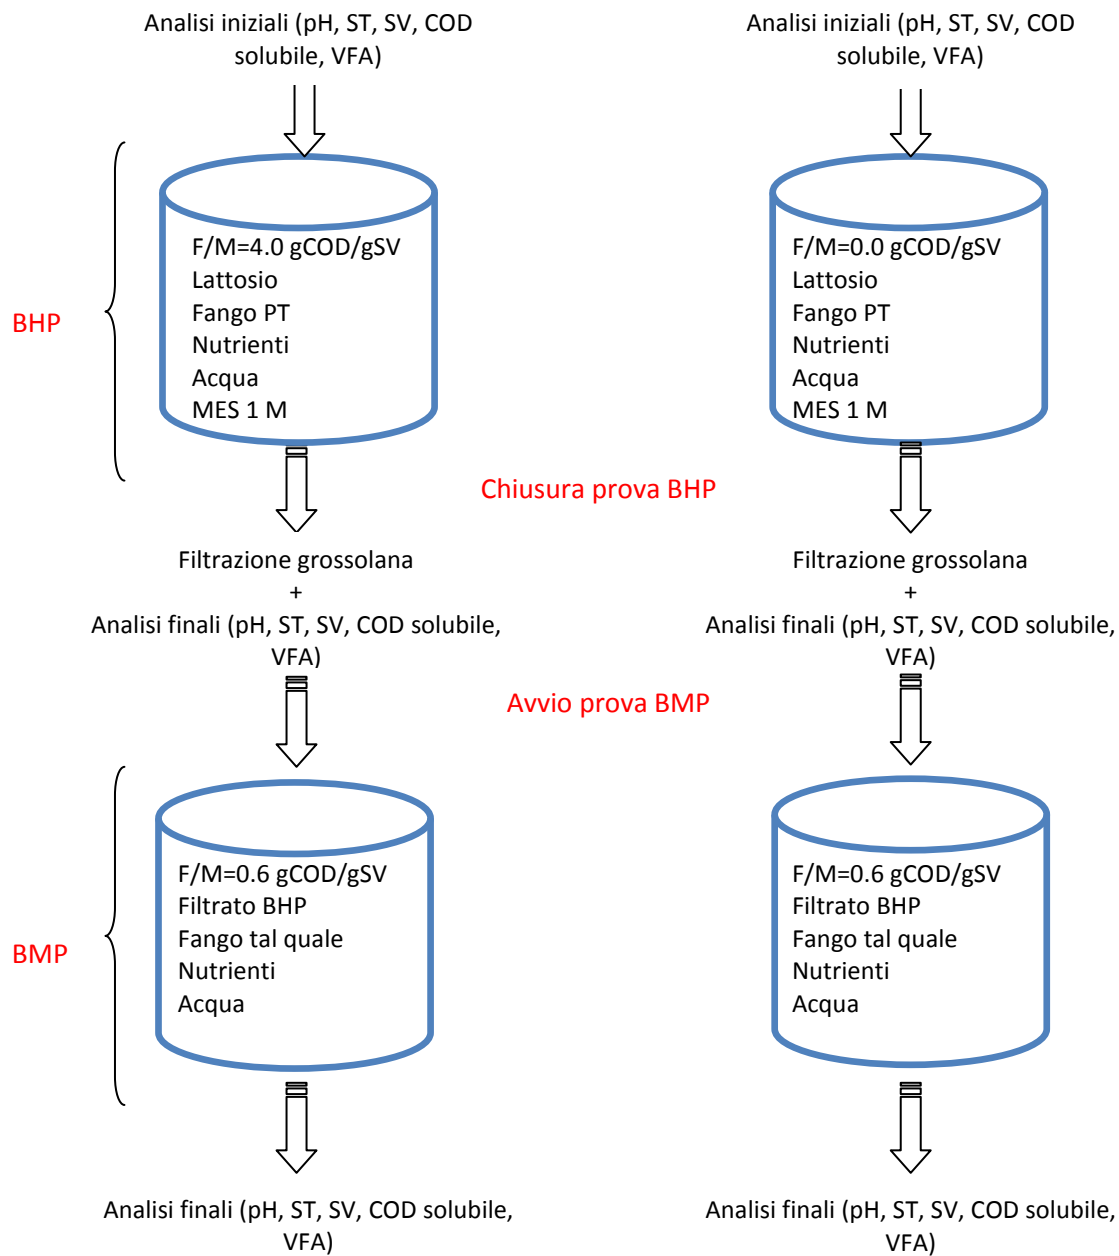 Analisi iniziali (pH, ST, SV, COD
solubile, VFA)
Analisi iniziali (pH, ST, SV, COD
solubile, VFA)
BHP
F/M=4.0 gCOD/gSV
Lattosio
Fango PT
Nutrienti
Acqua
MES 1 M
F/M=0.0 gCOD/gSV
Lattosio
Fango PT
Nutrienti
Acqua
MES 1 M
Chiusura prova BHP
Filtrazione grossolana
+
Analisi finali (pH, ST, SV, COD solubile,
VFA)
Filtrazione grossolana
+
Analisi finali (pH, ST, SV, COD solubile,
VFA)
Avvio prova BMP
BMP
F/M=0.6 gCOD/gSV
Filtrato BHP
Fango tal quale
Nutrienti
Acqua
F/M=0.6 gCOD/gSV
Filtrato BHP
Fango tal quale
Nutrienti
Acqua
Analisi finali (pH, ST, SV, COD solubile,
VFA)
Analisi finali (pH, ST, SV, COD solubile,
VFA)